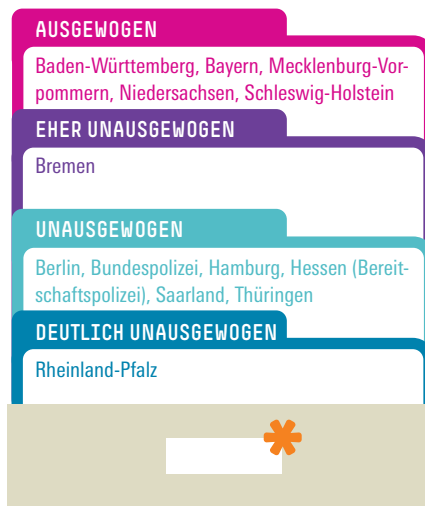 AUSGEWOGEN
Baden-Württemberg, Bayern, Mecklenburg-Vor-
pommern, Niedersachsen, Schleswig-Holstein
EHER UNAUSGEWOGEN
Bremen
UNAUSGEWOGEN
Berlin, Bundespolizei, Hamburg, Hessen (Bereit-
schaftspolizei), Saarland, Thüringen
DEUTLICH UNAUSGEWOGEN
Rheinland-Pfalz
*